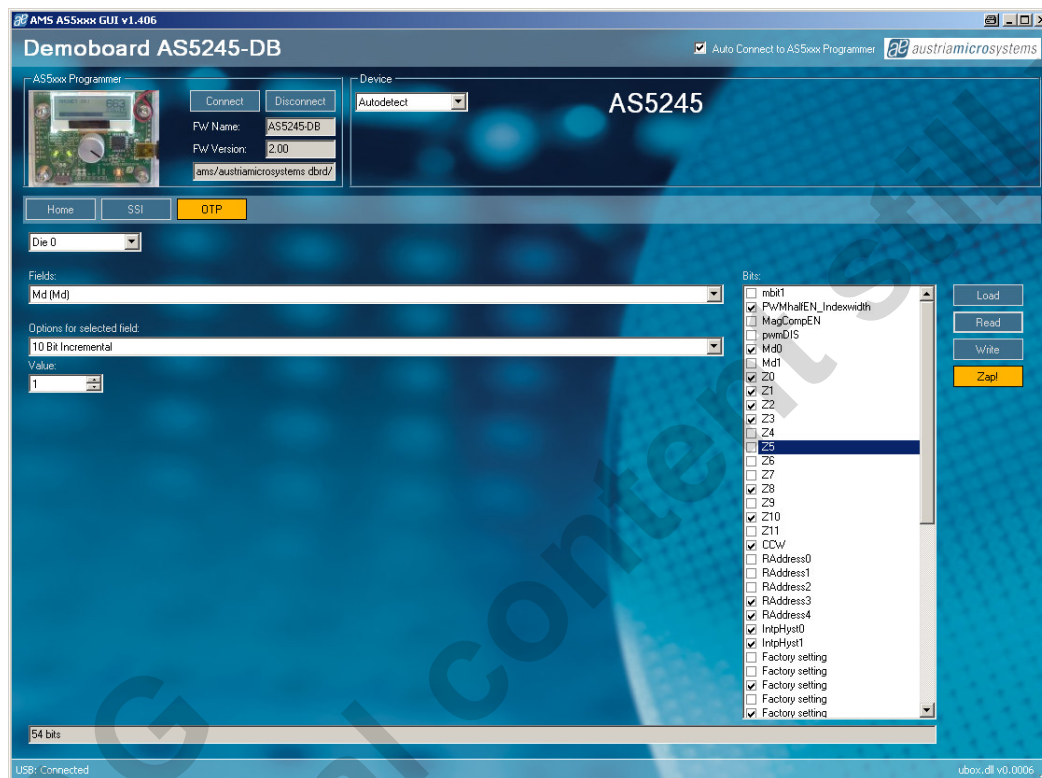 AMS AS5xxx GUI v1.406
Demoboard AS5245-DB
Auto Connect to AS5xxx Programmer
austriamicrosystems
AS5xxx Programmer
Connect
Disconnect
FW Name:
AS5245-DB
FW Version:
2.00
ams/austriamicrosystems dbrd/
Device
Autodetect
AS5245
Home
SSI
OTP
Die 0
Fields:
Md (Md)
Options for selected field:
10 Bit Incremental
Value:
1
Bits:
mbit1
PWMhalfEN_Indexwidth
MagCompEN
pwmDIS
Md0
Md1
Z0
Z1
Z2
Z3
Z4
Z5
Z6
Z7
Z8
Z9
Z10
Z11
CCW
RAddress0
RAddress1
RAddress2
RAddress3
RAddress4
IntpHyst0
IntpHyst1
Factory setting
Factory setting
Factory setting
Factory setting
Factory setting
Load
Read
Write
Zap!
54 bits
USB: Connected
ubox.dll v0.0006
G
al content still